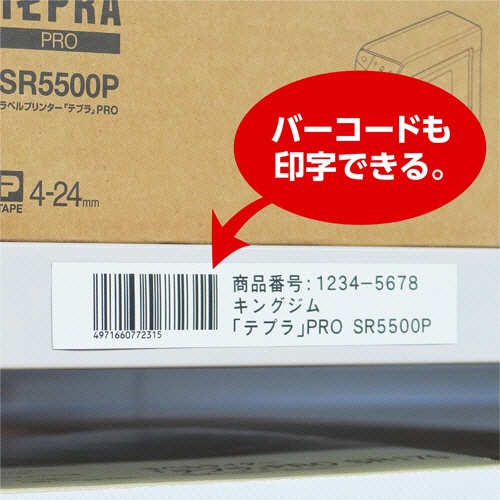 TEPRA
PRO
SR5500P
ラベルプリンター「テプラ」PRO
P
TAPE
4-24mm
バーコードも
印字できる。
4971660772315
商品番号:1234-5678
キングジム
「テプラ」PRO SR5500P